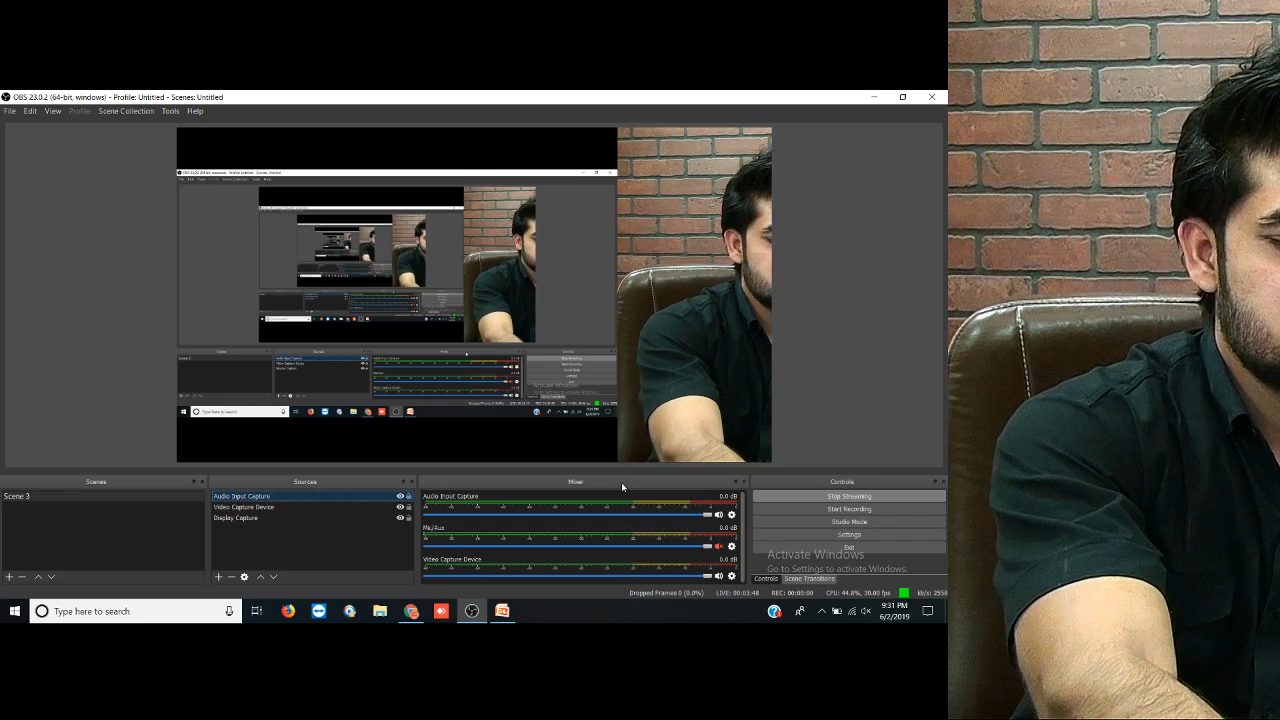 OBS 23.0.2 (64-bit, windows) - Profile: Untitled - Scenes: Untitled
File Edit View Profile Scene Collection Tools Help
Scenes
Sources
Mixer
Controls
Scene 3
Audio Input Capture
Video Capture Device
Display Capture
Audio Input Capture 0.0 dB
Mic/Aux 0.0 dB
Video Capture Device 0.0 dB
Stop Streaming
Start Recording
Studio Mode
Settings
Exit
Activate Windows
Go to Settings to activate Windows.
Controls Scene Transitions
Dropped Frames 0 (0.0%) LIVE: 00:03:48 REC: 00:00:00 CPU: 44.8%, 30.00 fps kb/s: 2558
Type here to search
9:31 PM
6/2/2019